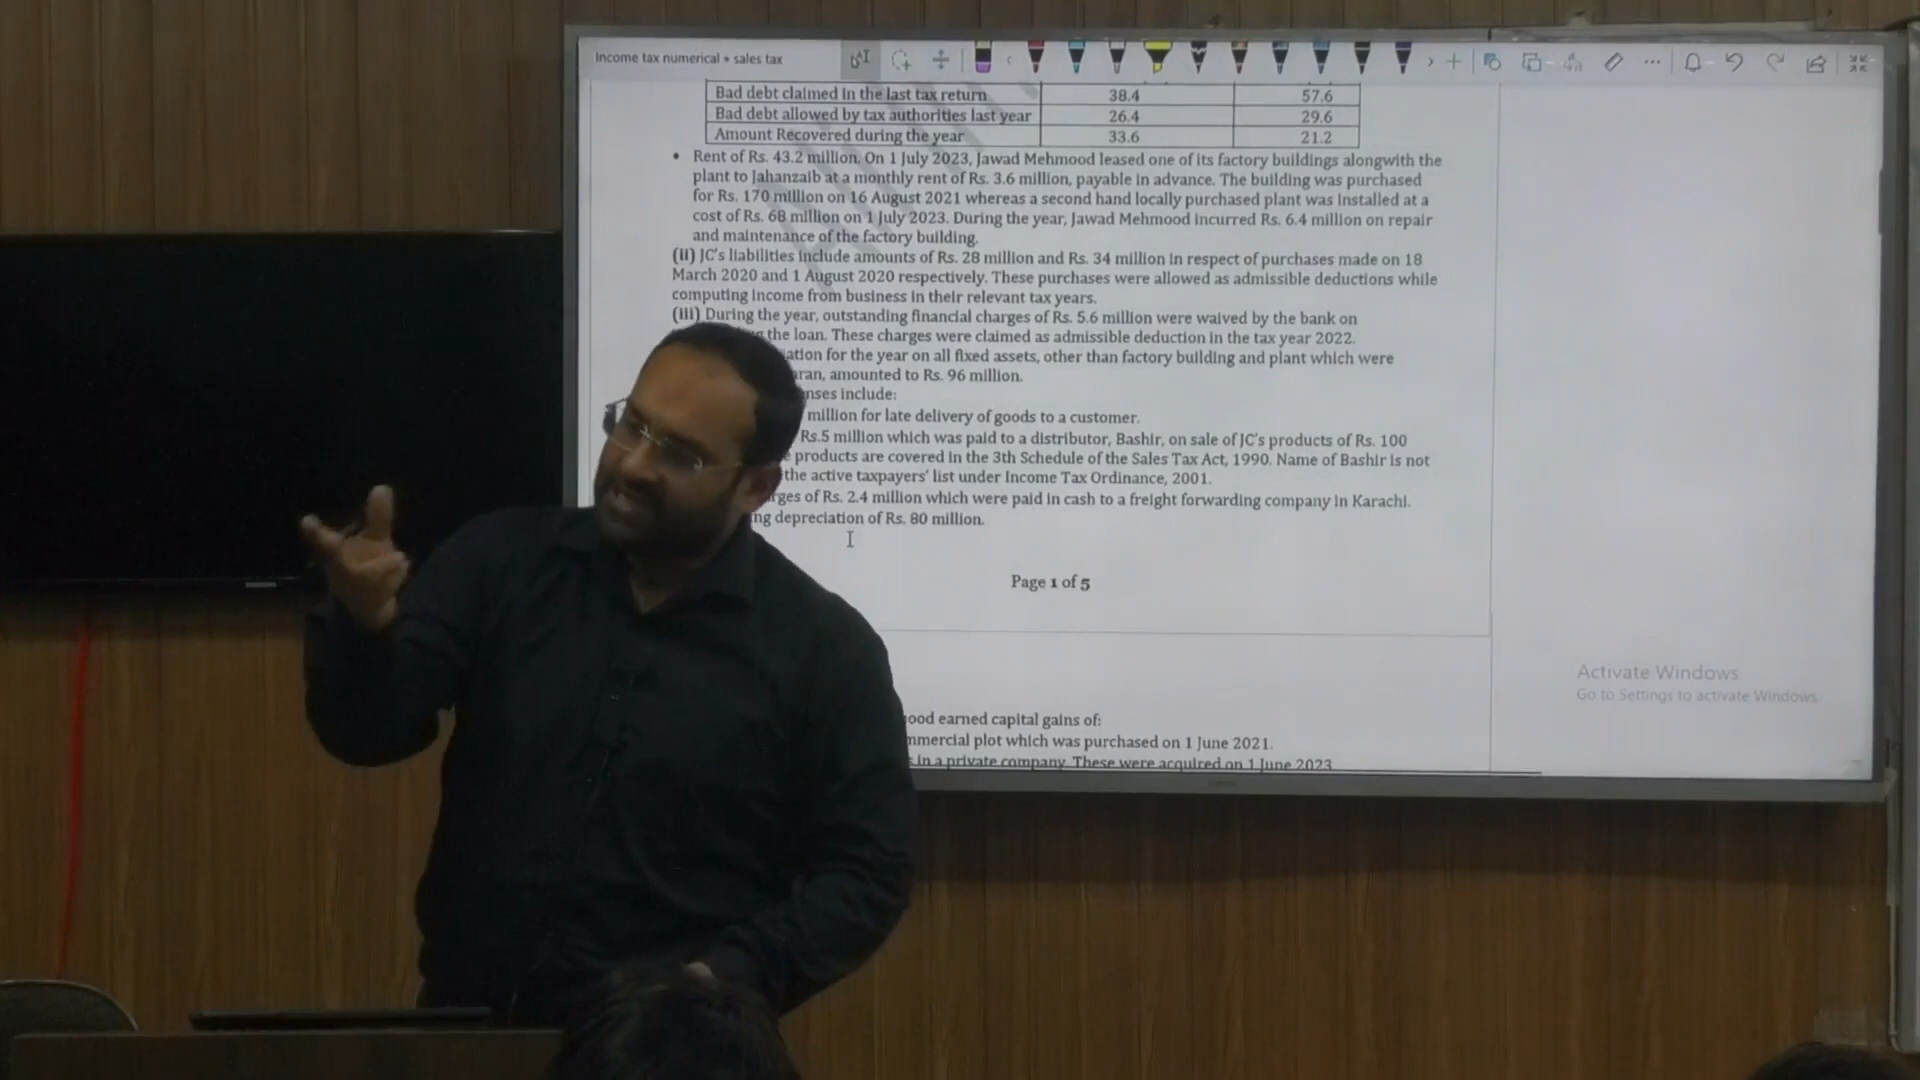 Income tax numerical + sales tax
Bad debt claimed in the last tax return 38.4 57.6
Bad debt allowed by tax authorities last year 26.4 29.6
Amount Recovered during the year 33.6 21.2
• Rent of Rs. 43.2 million. On 1 July 2023, Jawad Mehmood leased one of its factory buildings alongwith the
plant to Jahanzaib at a monthly rent of Rs. 3.6 million, payable in advance. The building was purchased
for Rs. 170 million on 16 August 2021 whereas a second hand locally purchased plant was installed at a
cost of Rs. 68 million on 1 July 2023. During the year, Jawad Mehmood incurred Rs. 6.4 million on repair
and maintenance of the factory building.
(ii) JC's liabilities include amounts of Rs. 28 million and Rs. 34 million in respect of purchases made on 18
March 2020 and 1 August 2020 respectively. These purchases were allowed as admissible deductions while
computing income from business in their relevant tax years.
(iii) During the year, outstanding financial charges of Rs. 5.6 million were waived by the bank on
the loan. These charges were claimed as admissible deduction in the tax year 2022.
for the year on all fixed assets, other than factory building and plant which were
amounted to Rs. 96 million.
include:
million for late delivery of goods to a customer.
Rs.5 million which was paid to a distributor, Bashir, on sale of JC's products of Rs. 100
products are covered in the 3th Schedule of the Sales Tax Act, 1990. Name of Bashir is not
the active taxpayers' list under Income Tax Ordinance, 2001.
of Rs. 2.4 million which were paid in cash to a freight forwarding company in Karachi.
depreciation of Rs. 80 million.
Page 1 of 5
earned capital gains of:
plot which was purchased on 1 June 2021.
in a private company. These were acquired on 1 June 2023
Activate Windows
Go to Settings to activate Windows.